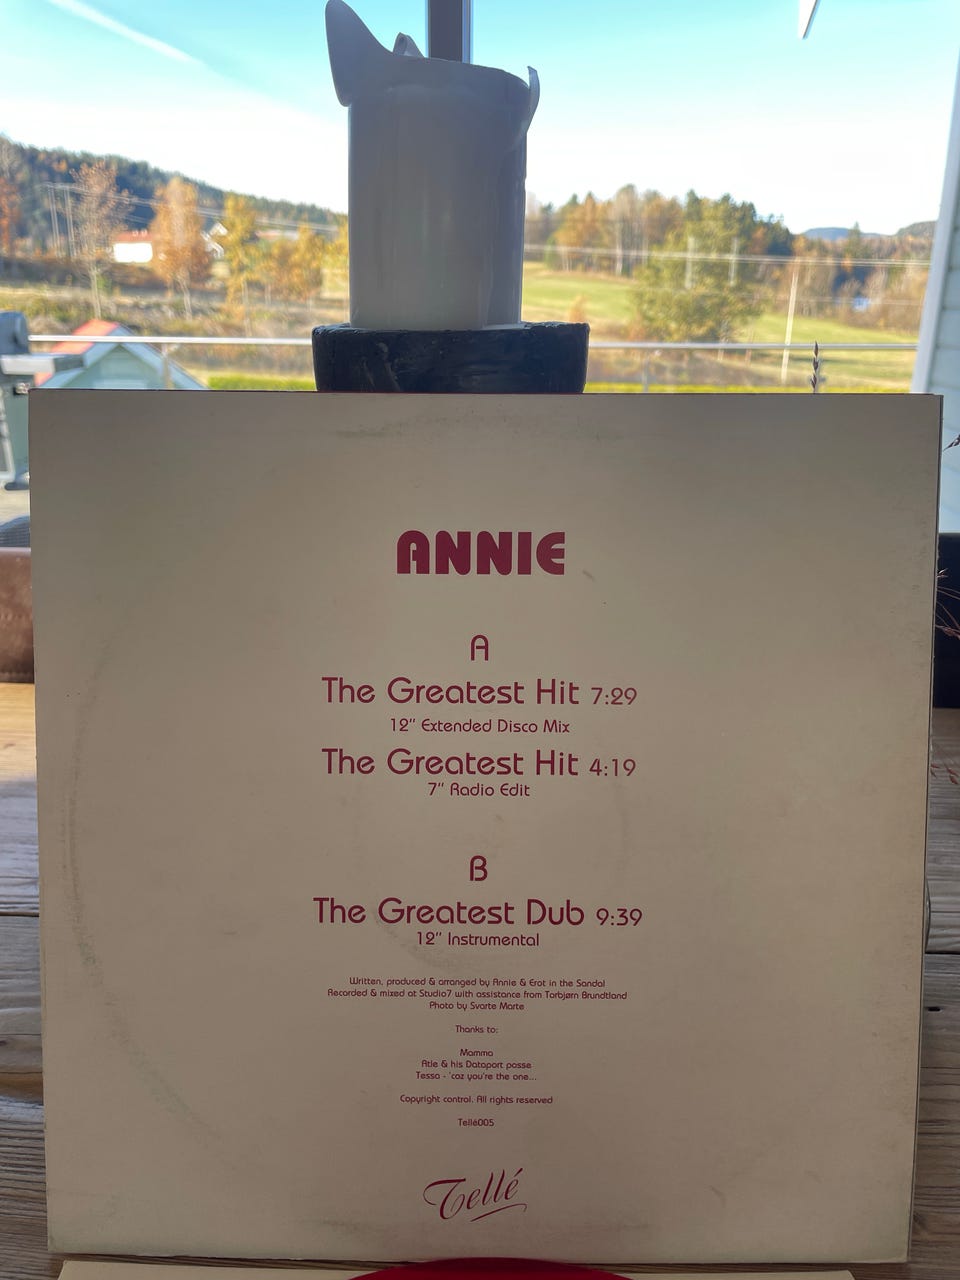 ANNIE
A
The Greatest Hit 7:29
12" Extended Disco Mix
The Greatest Hit 4:19
7" Radio Edit
B
The Greatest Dub 9:39
12" Instrumental
Written, produced & arranged by Annie & Erot in the Sandal
Recorded & mixed at Studio7 with assistance from Torbjørn Brundtland
Photo by Svarte Marte
Thanks to:
Mamma
Atle & his Dataport posse
Tessa - 'coz you're the one...
Copyright control. All rights reserved
Tellé005
Tellé